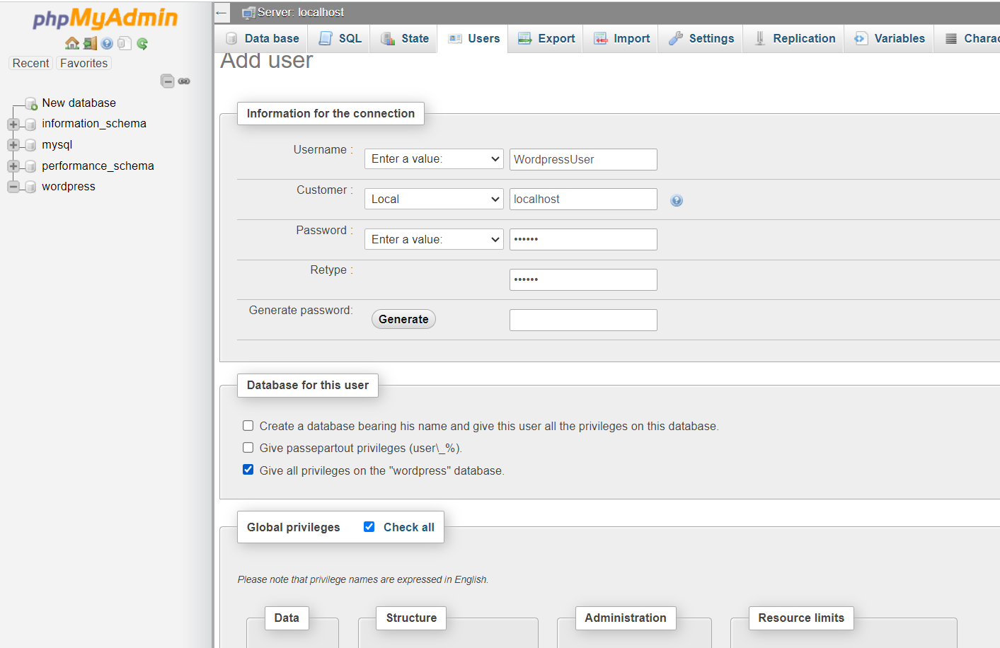 phpMyAdmin
Recent
Favorites
New database
information_schema
mysql
performance_schema
wordpress
Server: localhost
Data base
SQL
State
Users
Export
Import
Settings
Replication
Variables
Charac
Add user
Information for the connection
Username :
Enter a value:
WordpressUser
Customer :
Local
localhost
Password :
Enter a value:
••••••
Retype :
••••••
Generate password:
Generate
Database for this user
Create a database bearing his name and give this user all the privileges on this database.
Give passepartout privileges (user\_%).
Give all privileges on the "wordpress" database.
Global privileges
Check all
Please note that privilege names are expressed in English.
Data
Structure
Administration
Resource limits